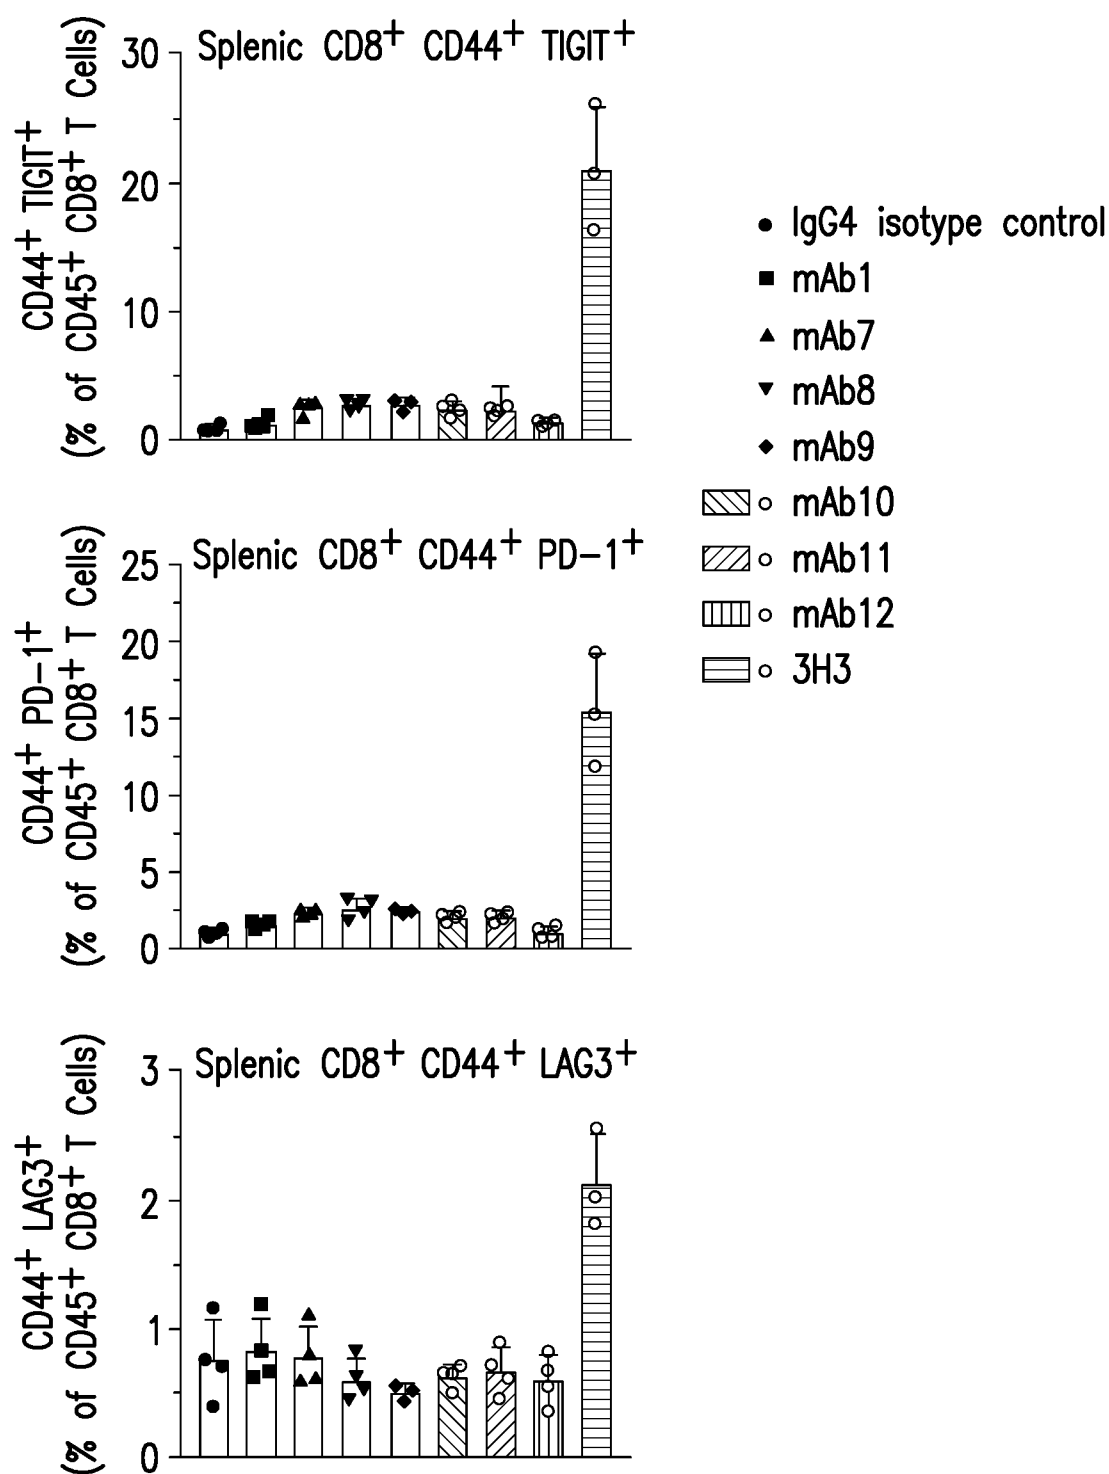 Splenic CD8+ CD44+ TIGIT+
CD44+ TIGIT+
(% of CD45+ CD8+ T Cells)
30
20
10
0
IgG4 isotype control
mAb1
mAb7
mAb8
mAb9
mAb10
mAb11
mAb12
3H3
Splenic CD8+ CD44+ PD-1+
CD44+ PD-1+
(% of CD45+ CD8+ T Cells)
25
20
15
10
5
0
Splenic CD8+ CD44+ LAG3+
CD44+ LAG3+
(% of CD45+ CD8+ T Cells)
3
2
1
0